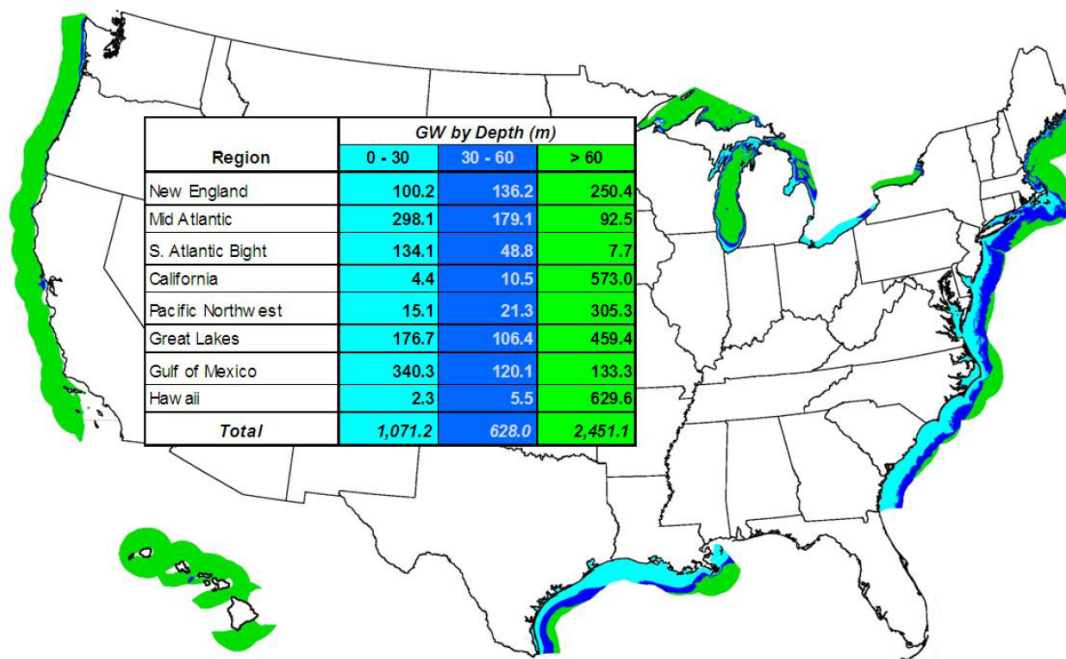 GW by Depth (m)
Region 0 - 30 30 - 60 > 60
New England 100.2 136.2 250.4
Mid Atlantic 298.1 179.1 92.5
S. Atlantic Bight 134.1 48.8 7.7
California 4.4 10.5 573.0
Pacific Northwest 15.1 21.3 305.3
Great Lakes 176.7 106.4 459.4
Gulf of Mexico 340.3 120.1 133.3
Hawaii 2.3 5.5 629.6
Total 1,071.2 628.0 2,451.1